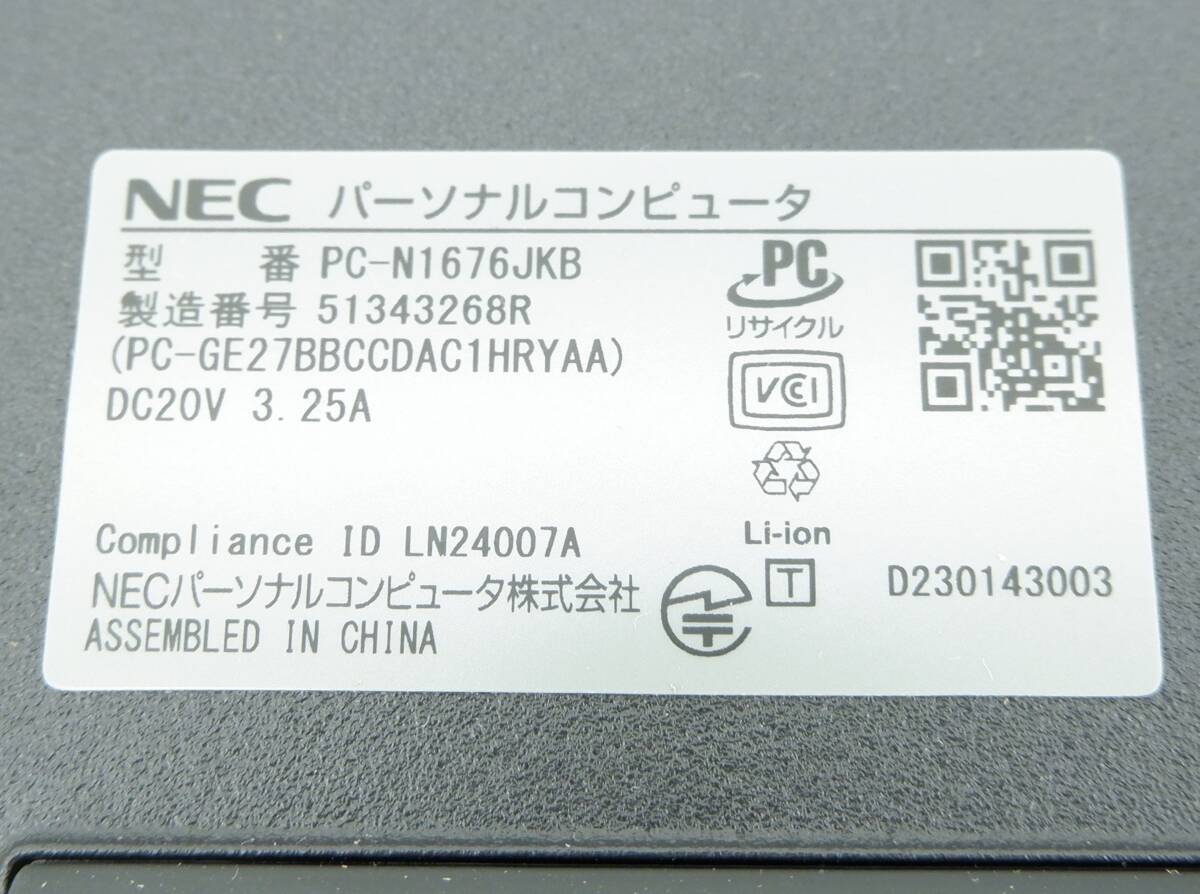 NEC パーソナルコンピュータ
型 番 PC-N1676JKB
製造番号 51343268R
(PC-GE27BBCCDAC1HRYAA)
DC20V 3.25A
PC
リサイクル
VCCI
Li-ion
Compliance ID LN24007A
NECパーソナルコンピュータ株式会社
ASSEMBLED IN CHINA
T
D230143003